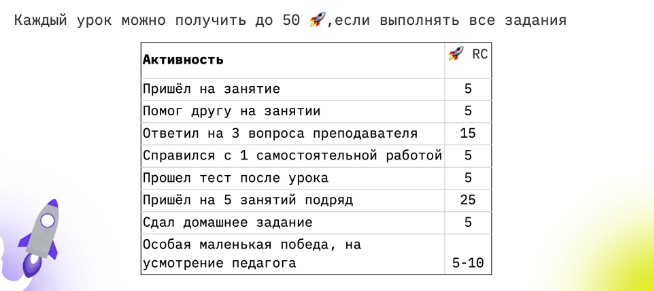 Каждый урок можно получить до 50 🚀,если выполнять все задания
Активность 🚀 RC
Пришёл на занятие 5
Помог другу на занятии 5
Ответил на 3 вопроса преподавателя 15
Справился с 1 самостоятельной работой 5
Прошел тест после урока 5
Пришёл на 5 занятий подряд 25
Сдал домашнее задание 5
Особая маленькая победа, на
усмотрение педагога 5-10